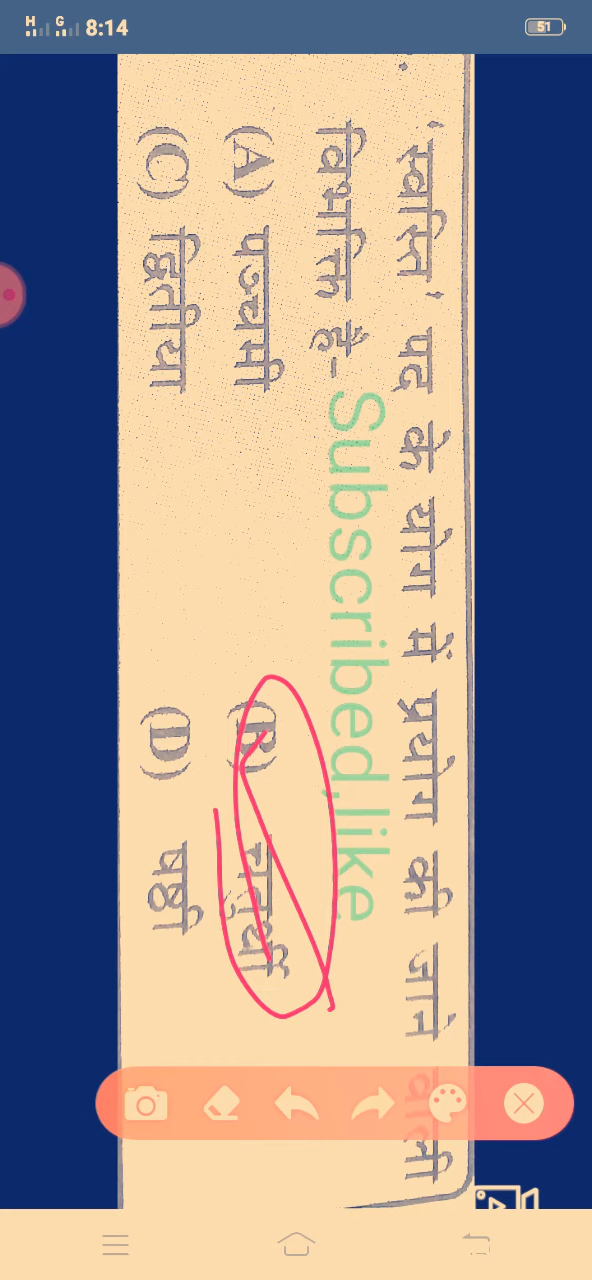 H G 8:14 51
'स्वस्ति' पद के योग में प्रयोग की जाने वाली
विभक्ति है-
Subscribed,like
(A) पञ्चमी (B) चतुर्थी
(C) द्वितीया (D) षष्ठी